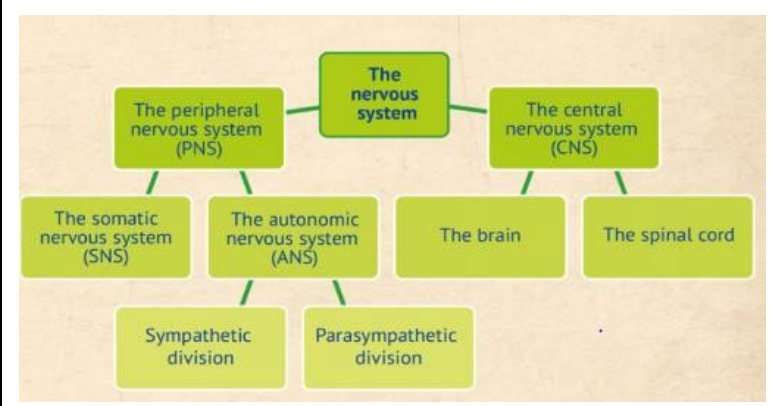 The
nervous
system
The peripheral
nervous system
(PNS)
The central
nervous system
(CNS)
The somatic
nervous system
(SNS)
The autonomic
nervous system
(ANS)
The brain
The spinal cord
Sympathetic
division
Parasympathetic
division